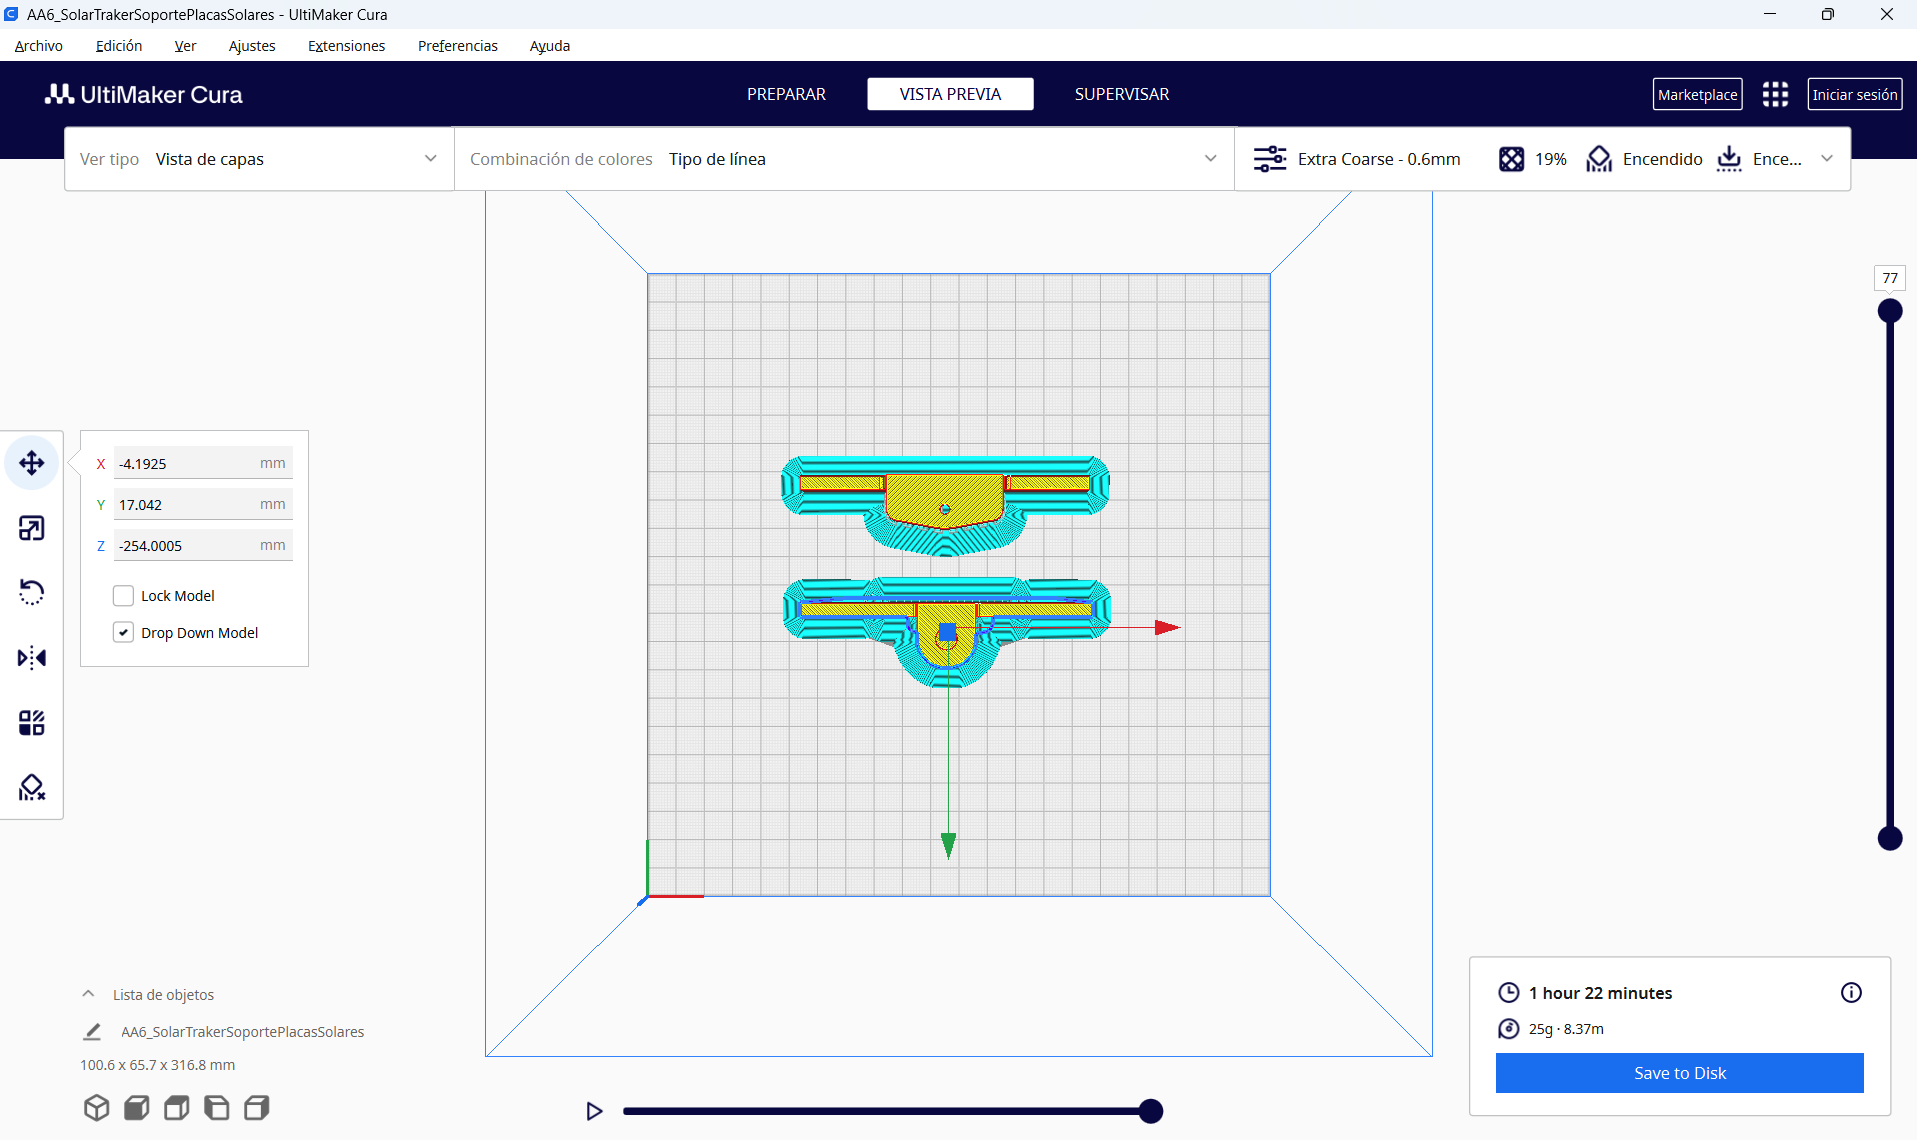 AA6_SolarTrakerSoportePlacasSolares - UltiMaker Cura
Archivo Edición Ver Ajustes Extensiones Preferencias Ayuda
UltiMaker Cura PREPARAR VISTA PREVIA SUPERVISAR Marketplace Iniciar sesión
Ver tipo Vista de capas Combinación de colores Tipo de línea Extra Coarse - 0.6mm 19% Encendido Ence...
77
X -4.1925 mm
Y 17.042 mm
Z -254.0005 mm
Lock Model
Drop Down Model
Lista de objetos
AA6_SolarTrakerSoportePlacasSolares
100.6 x 65.7 x 316.8 mm
1 hour 22 minutes
25g · 8.37m
Save to Disk